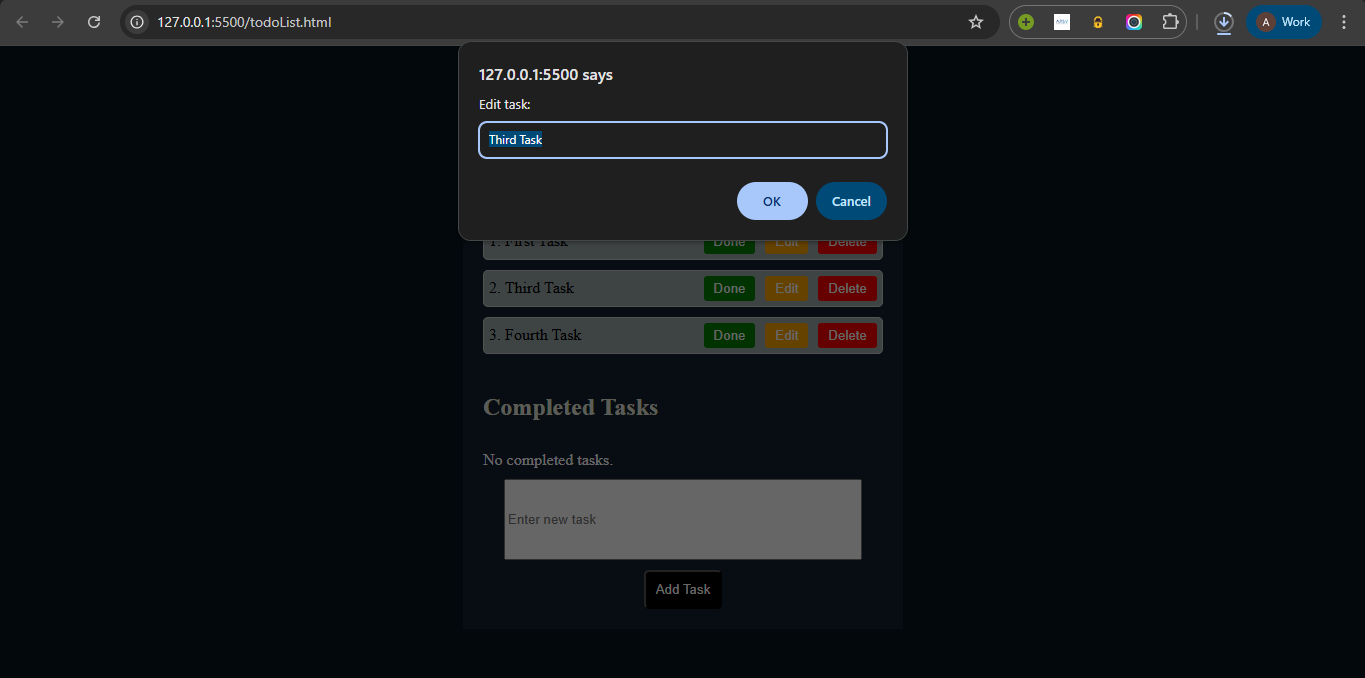 127.0.0.1:5500/todoList.html
A Work
127.0.0.1:5500 says
Edit task:
Third Task
OK Cancel
1. First Task Done Edit Delete
2. Third Task Done Edit Delete
3. Fourth Task Done Edit Delete
Completed Tasks
No completed tasks.
Enter new task
Add Task